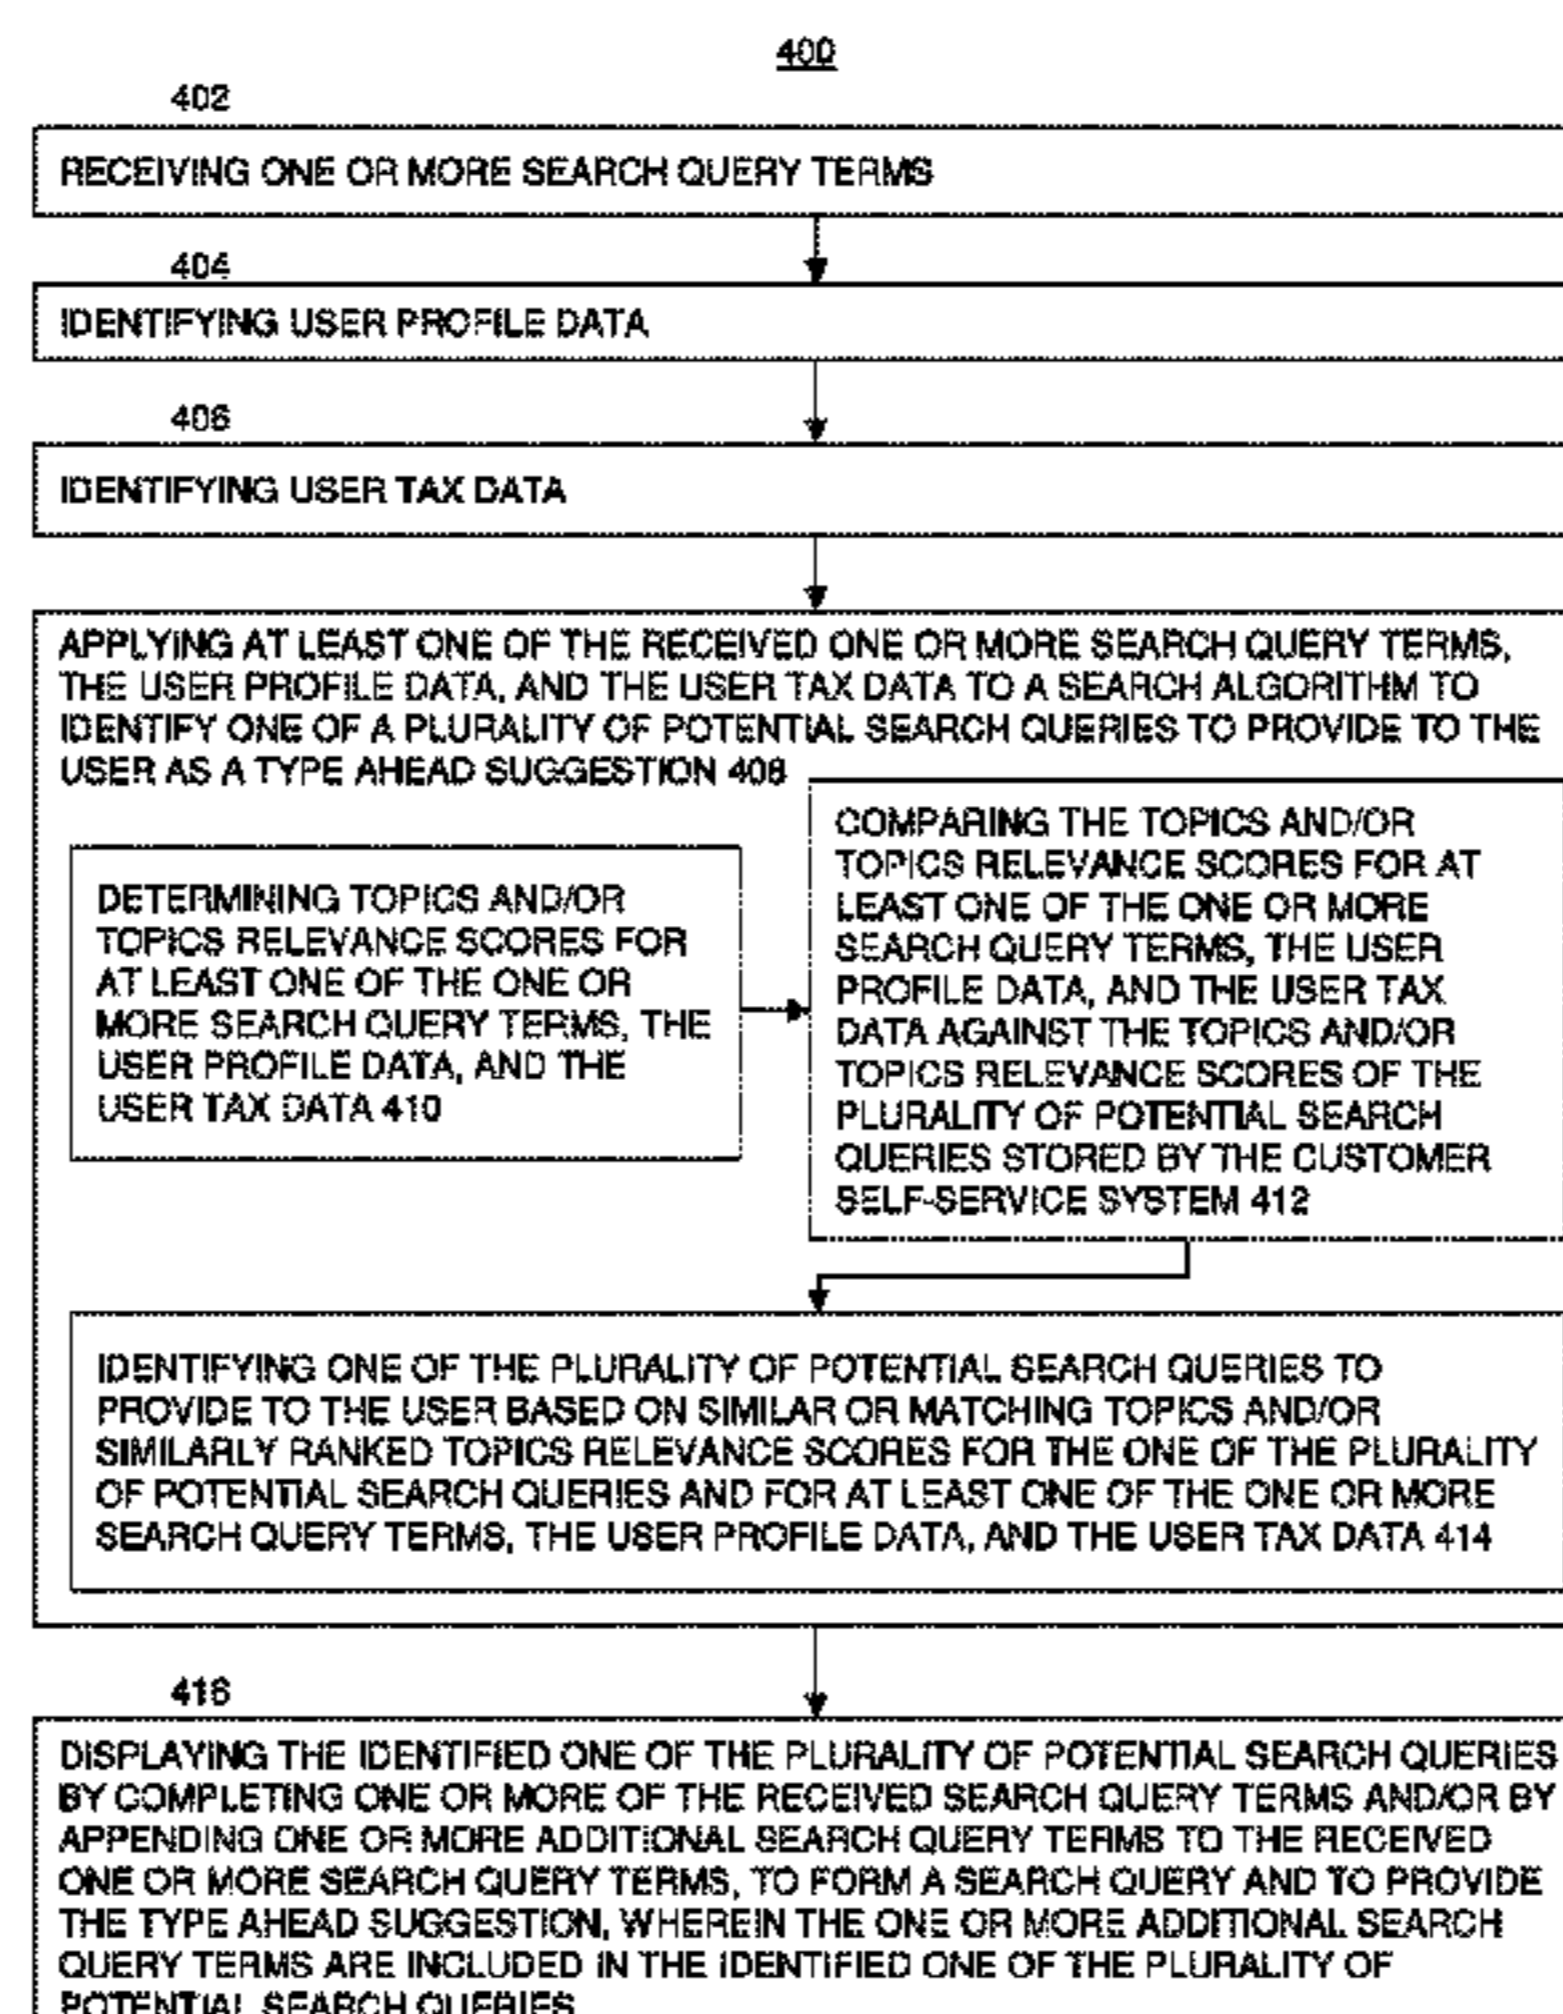 400
402
RECEIVING ONE OR MORE SEARCH QUERY TERMS
404
IDENTIFYING USER PROFILE DATA
406
IDENTIFYING USER TAX DATA
APPLYING AT LEAST ONE OF THE RECEIVED ONE OR MORE SEARCH QUERY TERMS,
THE USER PROFILE DATA, AND THE USER TAX DATA TO A SEARCH ALGORITHM TO
IDENTIFY ONE OF A PLURALITY OF POTENTIAL SEARCH QUERIES TO PROVIDE TO THE
USER AS A TYPE AHEAD SUGGESTION 408
DETERMINING TOPICS AND/OR
TOPICS RELEVANCE SCORES FOR
AT LEAST ONE OF THE ONE OR
MORE SEARCH QUERY TERMS, THE
USER PROFILE DATA, AND THE
USER TAX DATA 410
COMPARING THE TOPICS AND/OR
TOPICS RELEVANCE SCORES FOR AT
LEAST ONE OF THE ONE OR MORE
SEARCH QUERY TERMS, THE USER
PROFILE DATA, AND THE USER TAX
DATA AGAINST THE TOPICS AND/OR
TOPICS RELEVANCE SCORES OF THE
PLURALITY OF POTENTIAL SEARCH
QUERIES STORED BY THE CUSTOMER
SELF-SERVICE SYSTEM 412
IDENTIFYING ONE OF THE PLURALITY OF POTENTIAL SEARCH QUERIES TO
PROVIDE TO THE USER BASED ON SIMILAR OR MATCHING TOPICS AND/OR
SIMILARLY RANKED TOPICS RELEVANCE SCORES FOR THE ONE OF THE PLURALITY
OF POTENTIAL SEARCH QUERIES AND FOR AT LEAST ONE OF THE ONE OR MORE
SEARCH QUERY TERMS, THE USER PROFILE DATA, AND THE USER TAX DATA 414
416
DISPLAYING THE IDENTIFIED ONE OF THE PLURALITY OF POTENTIAL SEARCH QUERIES
BY COMPLETING ONE OR MORE OF THE RECEIVED SEARCH QUERY TERMS AND/OR BY
APPENDING ONE OR MORE ADDITIONAL SEARCH QUERY TERMS TO THE RECEIVED
ONE OR MORE SEARCH QUERY TERMS, TO FORM A SEARCH QUERY AND TO PROVIDE
THE TYPE AHEAD SUGGESTION, WHEREIN THE ONE OR MORE ADDITIONAL SEARCH
QUERY TERMS ARE INCLUDED IN THE IDENTIFIED ONE OF THE PLURALITY OF
POTENTIAL SEARCH QUERIES